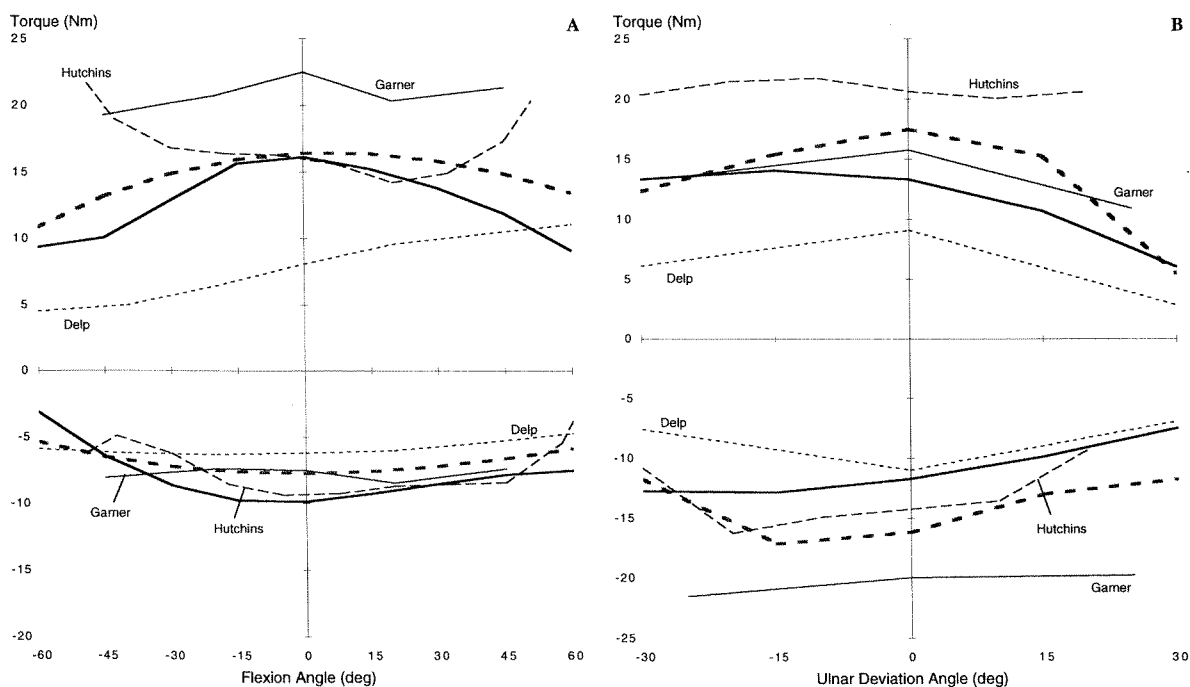 Torque (Nm)
A
25
20
15
10
5
0
-5
-10
-15
-20
Hutchins
Garner
Delp
Delp
Garner
Hutchins
-60 -45 -30 -15 0 15 30 45 60
Flexion Angle (deg)
Torque (Nm)
B
25
20
15
10
5
0
-5
-10
-15
-20
-25
Hutchins
Garner
Delp
Delp
Hutchins
Garner
-30 -15 0 15 30
Ulnar Deviation Angle (deg)